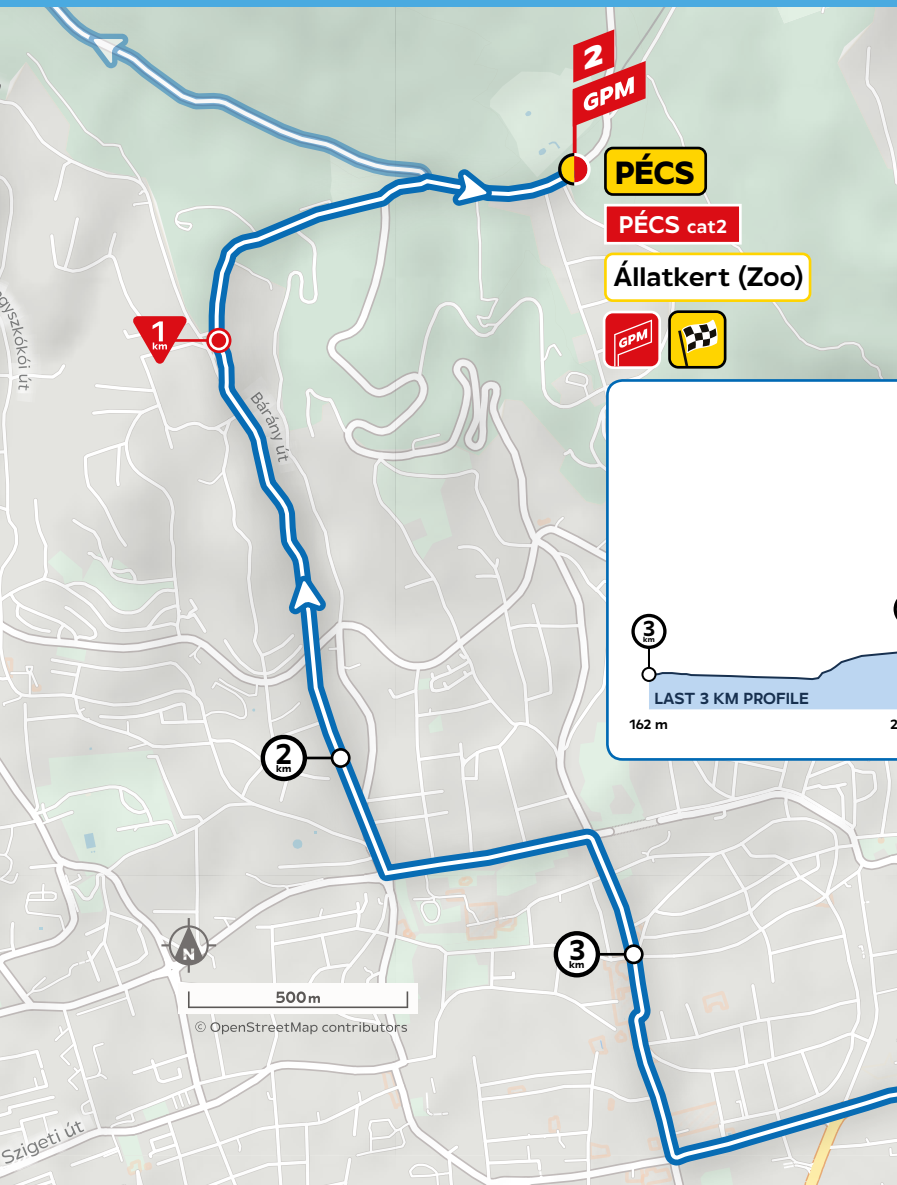 2
GPM
PÉCS
PÉCS cat2
Állatkert (Zoo)
GPM
1
km
Bárány út
3
km
LAST 3 KM PROFILE
162 m
2
km
3
km
N
500m
© OpenStreetMap contributors
Szigeti út